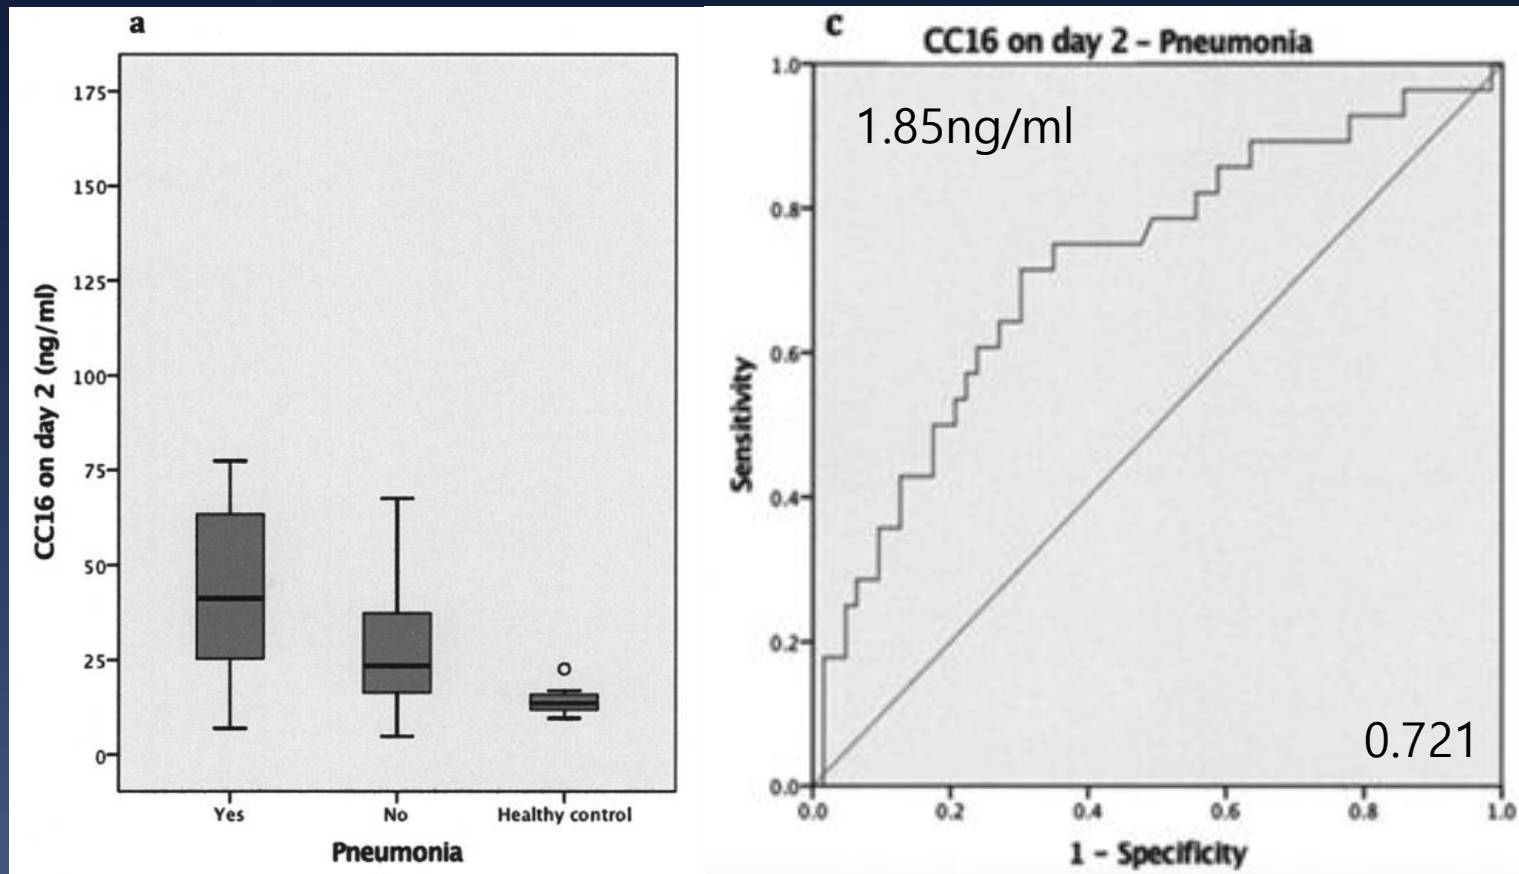 a
CC16 on day 2 (ng/ml)
175
150
125
100
75
50
25
0
Yes No Healthy control
Pneumonia
c
CC16 on day 2 – Pneumonia
1.85ng/ml
Sensitivity
1.0
0.8
0.6
0.4
0.2
0.0
0.721
0.0 0.2 0.4 0.6 0.8 1.0
1 – Specificity